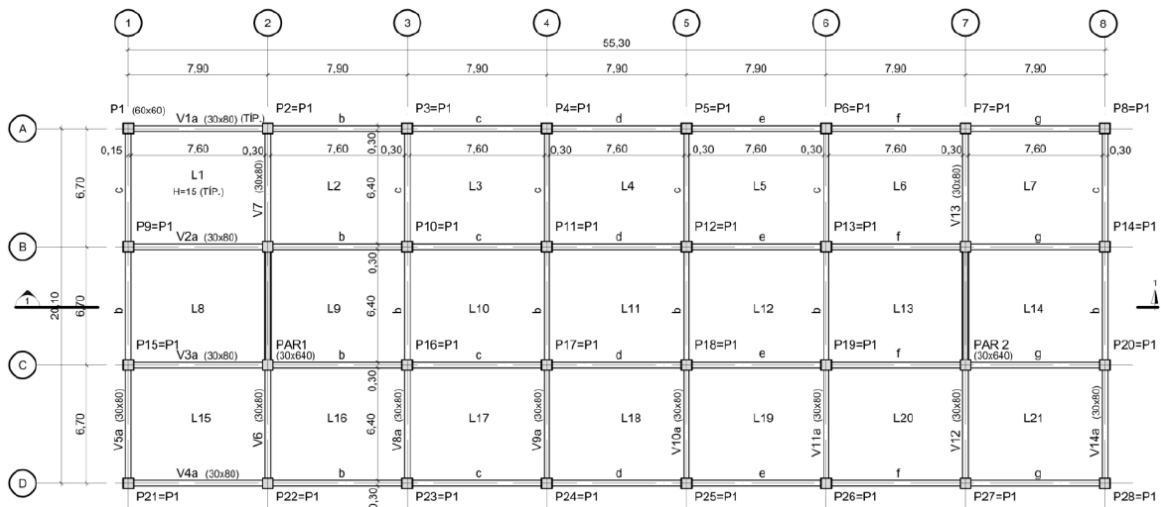 1 2 3 4 5 6 7 8
55,30
7,90 7,90 7,90 7,90 7,90 7,90 7,90
P1 (60x60) P2=P1 P3=P1 P4=P1 P5=P1 P6=P1 P7=P1 P8=P1
A V1a (30x80) (TİP.) b c d e f g
0,15 7,60 0,30 7,60 0,30 7,60 0,30 7,60 0,30 7,60 0,30 7,60 0,30 7,60 0,30
0,30
6,70 c L1 V7 (30x80) L2 6,40 c L3 c L4 c L5 c L6 V13 (30x80) L7 c
H=15 (TİP.)
P9=P1 P10=P1 P11=P1 P12=P1 P13=P1 P14=P1
B V2a (30x80) b c d e f g
0,30
1 20,10 6,70 b L8 L9 6,40 b L10 b L11 b L12 b L13 L14 b 1
P15=P1 PAR1 P16=P1 P17=P1 P18=P1 P19=P1 PAR 2 P20=P1
(30x640) (30x640)
C V3a (30x80) b c d e f g
0,30
6,70 V5a (30x80) L15 V6 (30x80) L16 6,40 V8a (30x80) L17 V9a (30x80) L18 V10a (30x80) L19 V11a (30x80) L20 V12 (30x80) L21 V14a (30x80)
D V4a (30x80) b c d e f g
0,30
P21=P1 P22=P1 P23=P1 P24=P1 P25=P1 P26=P1 P27=P1 P28=P1